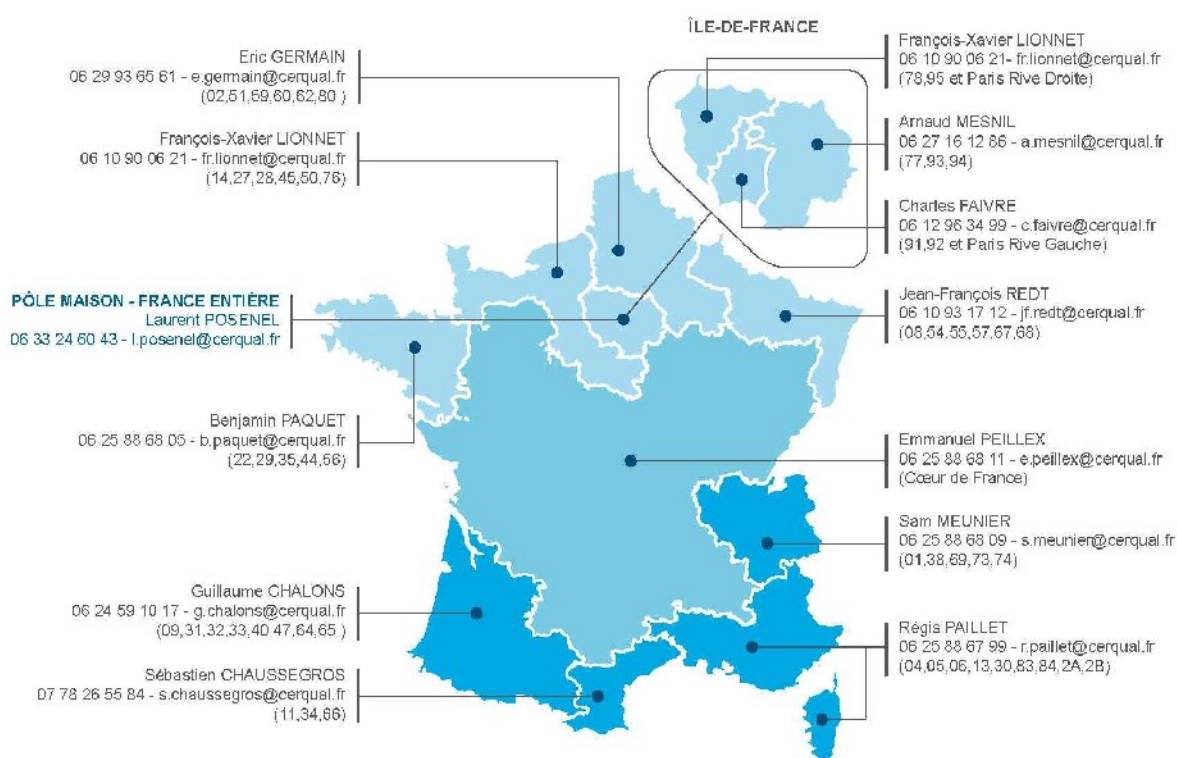 ÎLE-DE-FRANCE
Eric GERMAIN
06 29 93 65 61 - e.germain@cerqual.fr
(02,51,59,60,62,80 )
François-Xavier LIONNET
06 10 90 06 21 - fr.lionnet@cerqual.fr
(14,27,28,45,50,76)
PÔLE MAISON - FRANCE ENTIÈRE
Laurent POSENEL
06 33 24 60 43 - l.posenel@cerqual.fr
Benjamin PAQUET
06 25 88 68 05 - b.paquet@cerqual.fr
(22,29,35,44,56)
Guillaume CHALONS
06 24 59 10 17 - g.chalons@cerqual.fr
(09,31,32,33,40 47,64,65 )
Sébastien CHAUSSEGROS
07 78 26 55 84 - s.chaussegros@cerqual.fr
(11,34,66)
François-Xavier LIONNET
06 10 90 06 21- fr.lionnet@cerqual.fr
(78,95 et Paris Rive Droite)
Arnaud MESNIL
06 27 16 12 86 - a.mesnil@cerqual.fr
(77,93,94)
Charles FAIVRE
06 12 96 34 99 - c.faivre@cerqual.fr
(91,92 et Paris Rive Gauche)
Jean-François REDT
06 10 93 17 12 - jf.redt@cerqual.fr
(08,54,55,57,67,68)
Emmanuel PEILLEX
06 25 88 68 11 - e.peillex@cerqual.fr
(Cœur de France)
Sam MEUNIER
06 25 88 68 09 - s.meunier@cerqual.fr
(01,38,69,73,74)
Régis PAILLET
06 25 88 67 99 - r.paillet@cerqual.fr
(04,05,06,13,30,83,84,2A,2B)